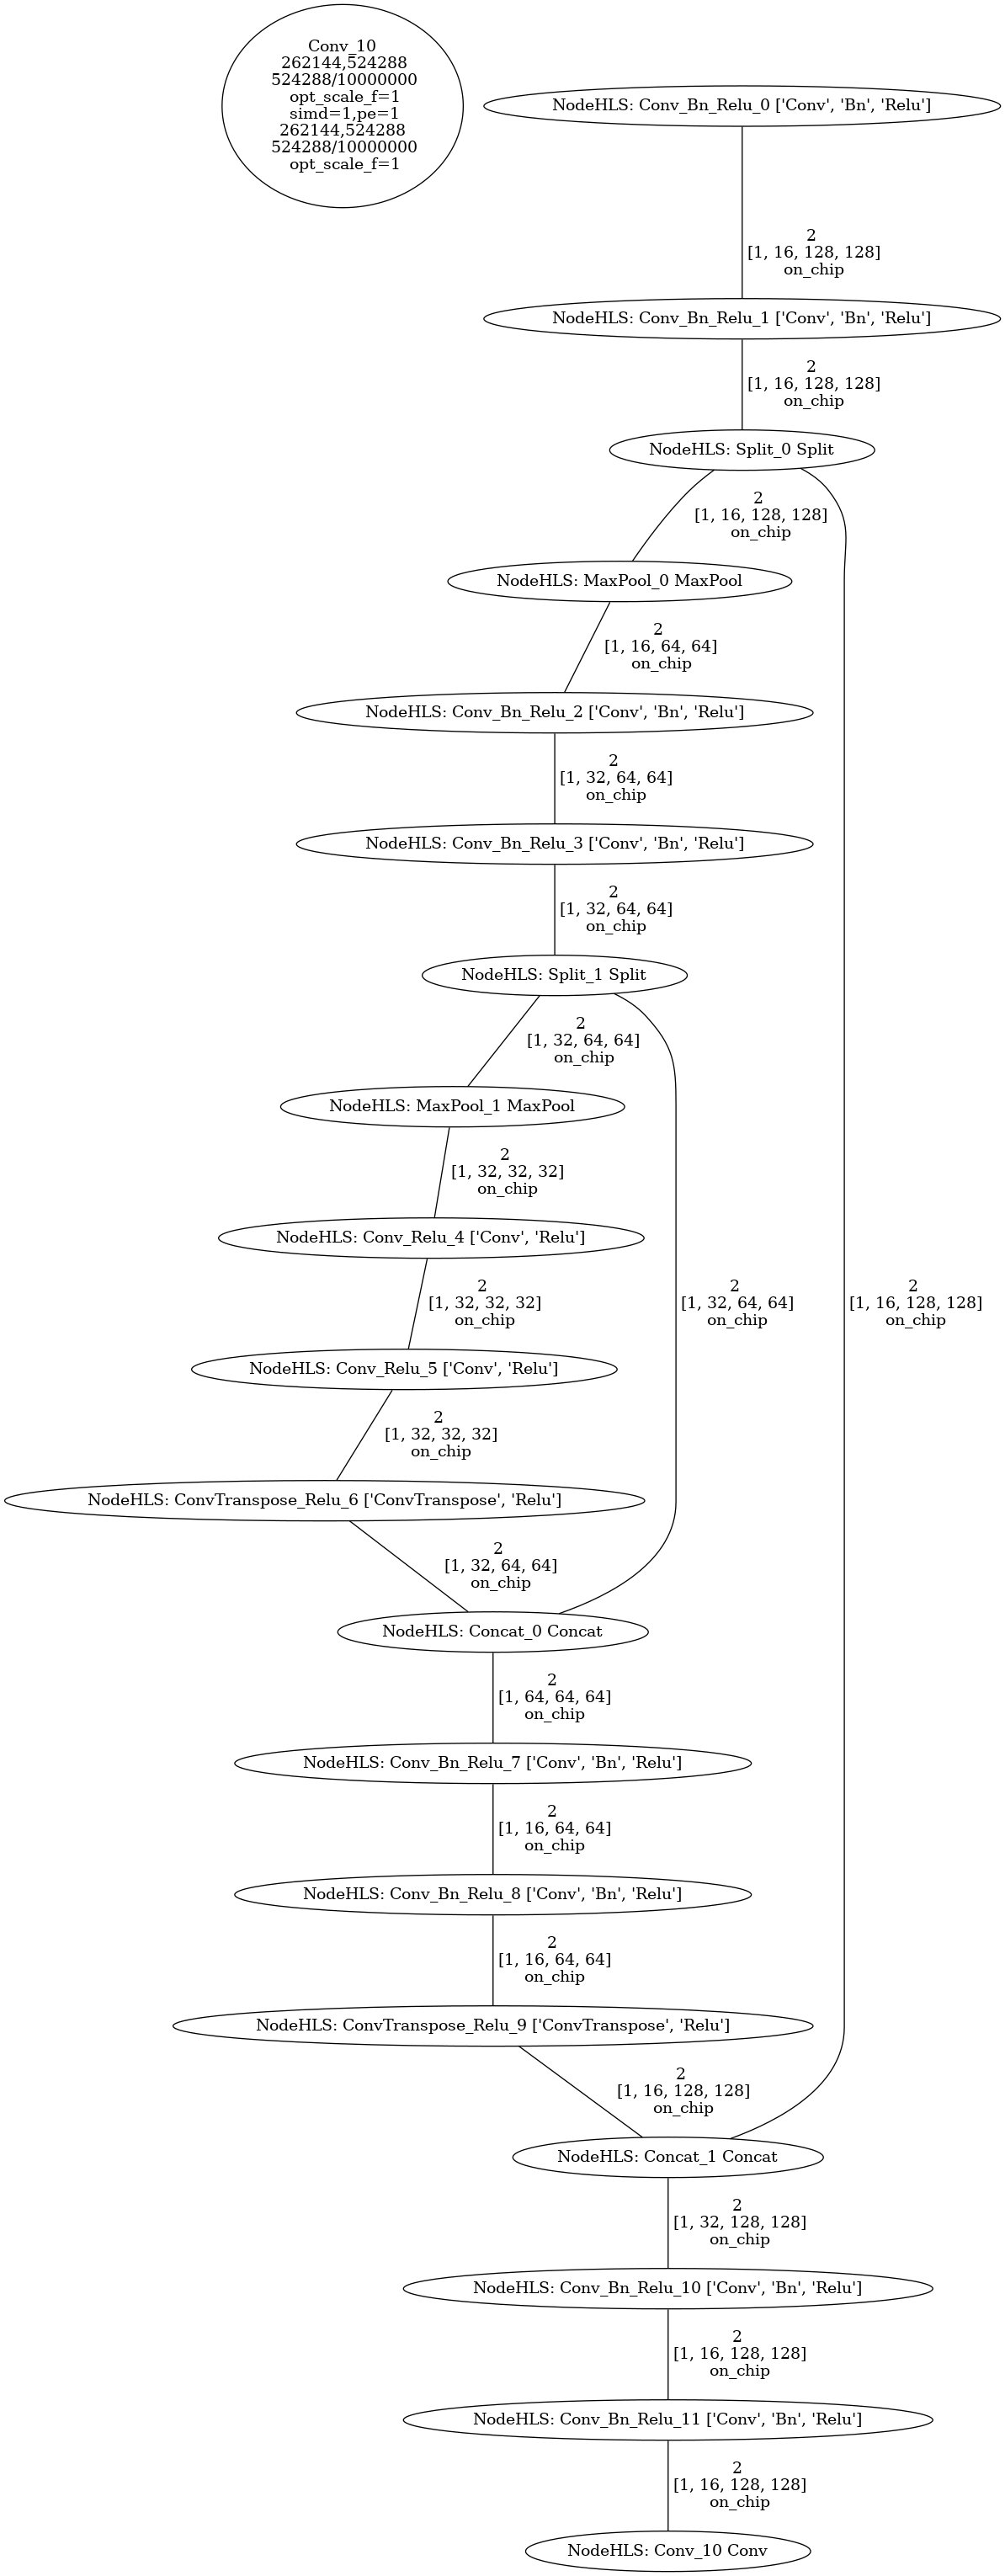 Conv_10
262144,524288
524288/10000000
opt_scale_f=1
simd=1,pe=1
262144,524288
524288/10000000
opt_scale_f=1
NodeHLS: Conv_Bn_Relu_0 ['Conv', 'Bn', 'Relu']
2
[1, 16, 128, 128]
on_chip
NodeHLS: Conv_Bn_Relu_1 ['Conv', 'Bn', 'Relu']
2
[1, 16, 128, 128]
on_chip
NodeHLS: Split_0 Split
2
[1, 16, 128, 128]
on_chip
NodeHLS: MaxPool_0 MaxPool
2
[1, 16, 64, 64]
on_chip
NodeHLS: Conv_Bn_Relu_2 ['Conv', 'Bn', 'Relu']
2
[1, 32, 64, 64]
on_chip
NodeHLS: Conv_Bn_Relu_3 ['Conv', 'Bn', 'Relu']
2
[1, 32, 64, 64]
on_chip
NodeHLS: Split_1 Split
2
[1, 32, 64, 64]
on_chip
NodeHLS: MaxPool_1 MaxPool
2
[1, 32, 32, 32]
on_chip
NodeHLS: Conv_Relu_4 ['Conv', 'Relu']
2
[1, 32, 32, 32]
on_chip
2
[1, 32, 64, 64]
on_chip
2
[1, 16, 128, 128]
on_chip
NodeHLS: Conv_Relu_5 ['Conv', 'Relu']
2
[1, 32, 32, 32]
on_chip
NodeHLS: ConvTranspose_Relu_6 ['ConvTranspose', 'Relu']
2
[1, 32, 64, 64]
on_chip
NodeHLS: Concat_0 Concat
2
[1, 64, 64, 64]
on_chip
NodeHLS: Conv_Bn_Relu_7 ['Conv', 'Bn', 'Relu']
2
[1, 16, 64, 64]
on_chip
NodeHLS: Conv_Bn_Relu_8 ['Conv', 'Bn', 'Relu']
2
[1, 16, 64, 64]
on_chip
NodeHLS: ConvTranspose_Relu_9 ['ConvTranspose', 'Relu']
2
[1, 16, 128, 128]
on_chip
NodeHLS: Concat_1 Concat
2
[1, 32, 128, 128]
on_chip
NodeHLS: Conv_Bn_Relu_10 ['Conv', 'Bn', 'Relu']
2
[1, 16, 128, 128]
on_chip
NodeHLS: Conv_Bn_Relu_11 ['Conv', 'Bn', 'Relu']
2
[1, 16, 128, 128]
on_chip
NodeHLS: Conv_10 Conv